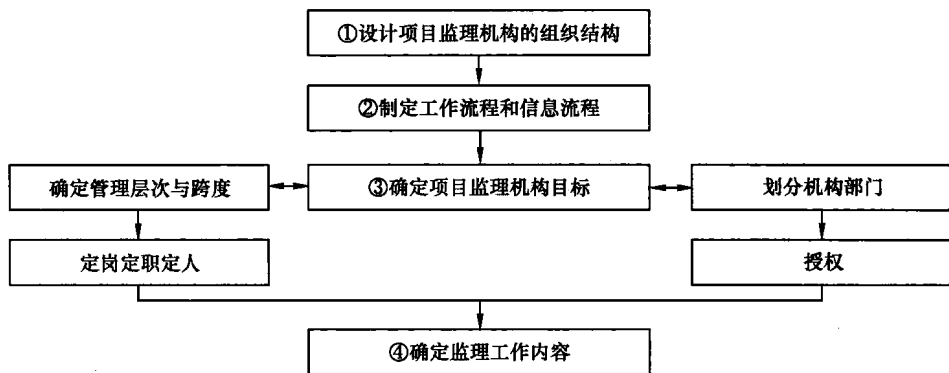 ①设计项目监理机构的组织结构
②制定工作流程和信息流程
确定管理层次与跨度
③确定项目监理机构目标
划分机构部门
定岗定职定人
授权
④确定监理工作内容